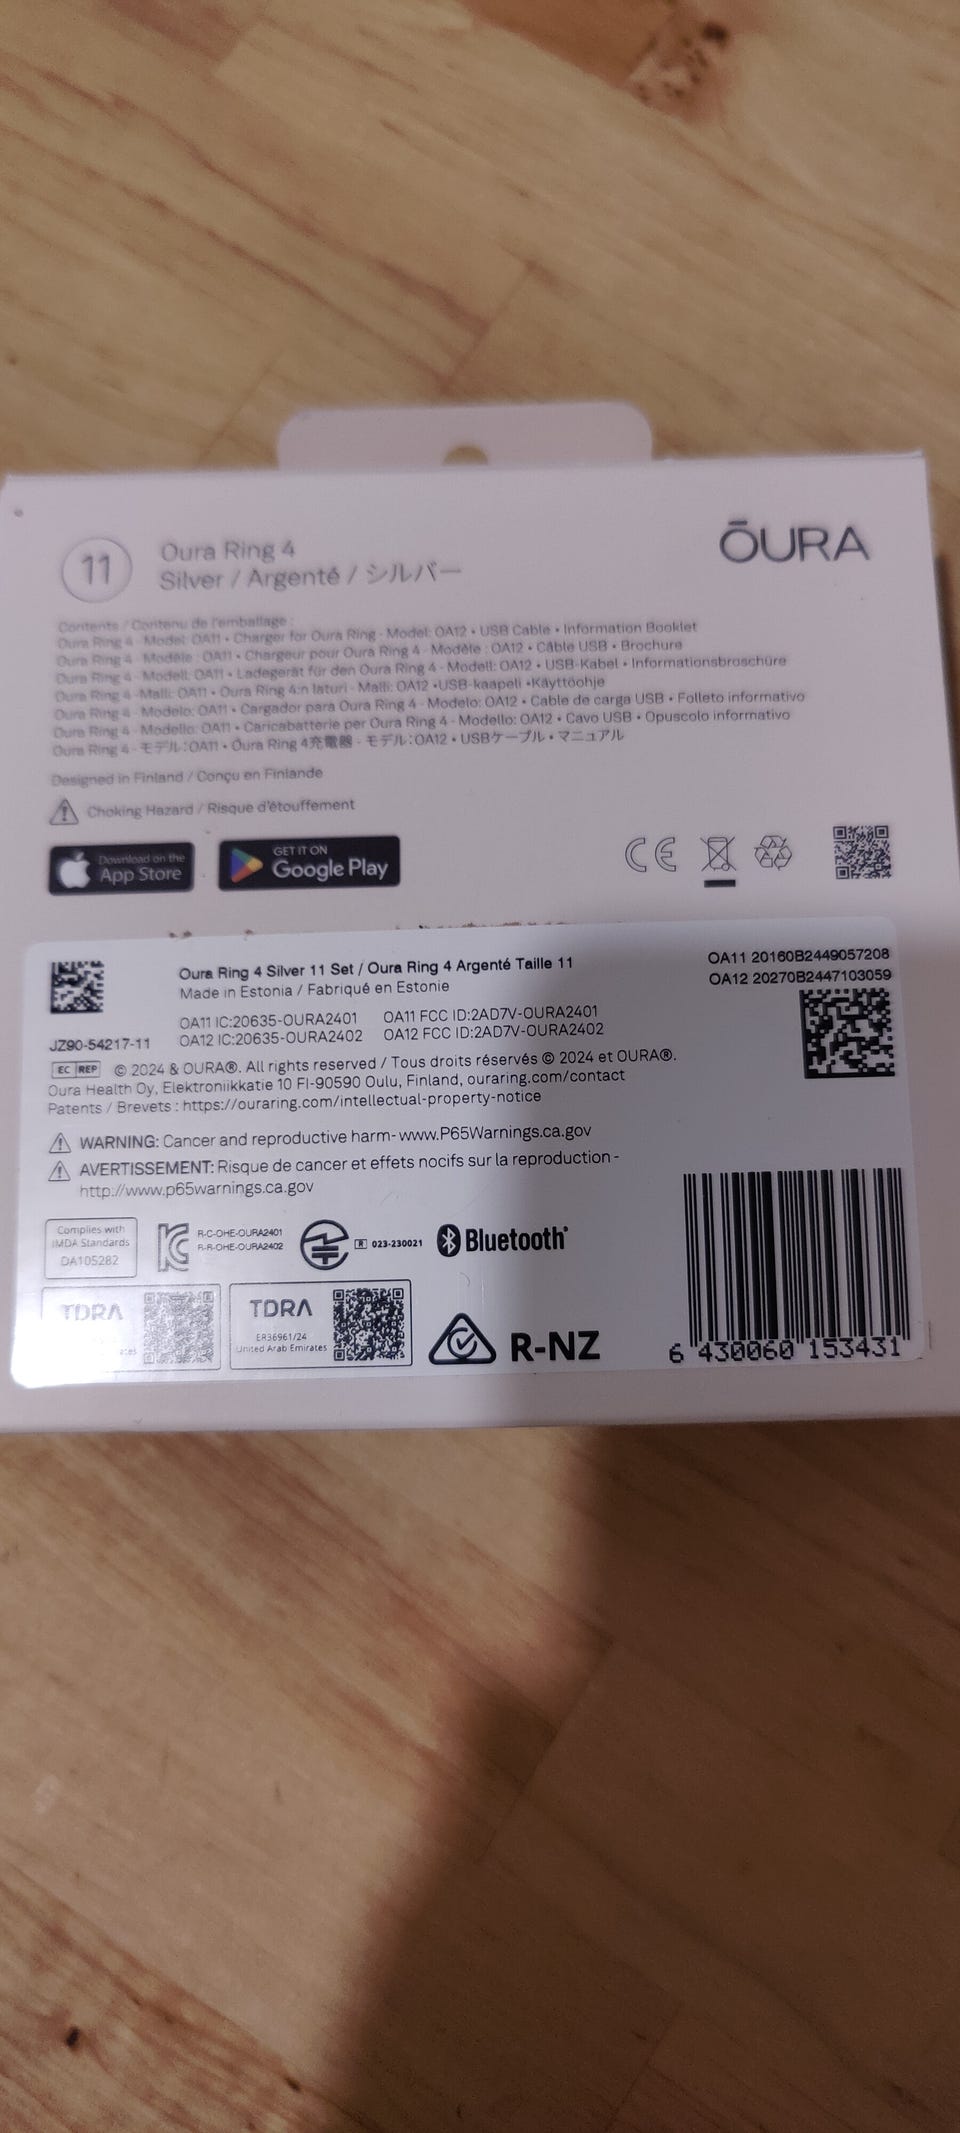 11
Oura Ring 4
Silver / Argenté / シルバー
ŌURA
Contents / Contenu de l'emballage :
Oura Ring 4 - Model: OA11 • Charger for Oura Ring - Model: OA12 • USB Cable • Information Booklet
Oura Ring 4 - Modèle : OA11 • Chargeur pour Oura Ring 4 - Modèle : OA12 • Câble USB • Brochure
Oura Ring 4 - Modell: OA11 • Ladegerät für den Oura Ring 4 - Modell: OA12 • USB-Kabel • Informationsbroschüre
Oura Ring 4 -Malli: OA11 • Oura Ring 4:n laturi - Malli: OA12 •USB-kaapeli •Käyttöohje
Oura Ring 4 - Modelo: OA11 • Cargador para Oura Ring 4 - Modelo: OA12 • Cable de carga USB • Folleto informativo
Oura Ring 4 - Modello: OA11 • Caricabatterie per Oura Ring 4 - Modello: OA12 • Cavo USB • Opuscolo informativo
Oura Ring 4 - モデル:OA11 • Oura Ring 4充電器 - モデル:OA12 • USBケーブル • マニュアル
Designed in Finland / Conçu en Finlande
Choking Hazard / Risque d'étouffement
Download on the
App Store
GET IT ON
Google Play
CE
Oura Ring 4 Silver 11 Set / Oura Ring 4 Argenté Taille 11
Made in Estonia / Fabriqué en Estonie
OA11 20160B2449057208
OA12 20270B2447103059
OA11 IC:20635-OURA2401 OA11 FCC ID:2AD7V-OURA2401
OA12 IC:20635-OURA2402 OA12 FCC ID:2AD7V-OURA2402
JZ90-54217-11
EC REP © 2024 & OURA®. All rights reserved / Tous droits réservés © 2024 et OURA®.
Oura Health Oy, Elektroniikkatie 10 FI-90590 Oulu, Finland, ouraring.com/contact
Patents / Brevets : https://ouraring.com/intellectual-property-notice
WARNING: Cancer and reproductive harm- www.P65Warnings.ca.gov
AVERTISSEMENT: Risque de cancer et effets nocifs sur la reproduction -
http://www.p65warnings.ca.gov
Complies with
IMDA Standards
DA105282
R-C-OHE-OURA2401
R-R-OHE-OURA2402
R 023-230021
Bluetooth®
TDRA
TDRA
ER36961/24
United Arab Emirates
R-NZ
6 430060 153431